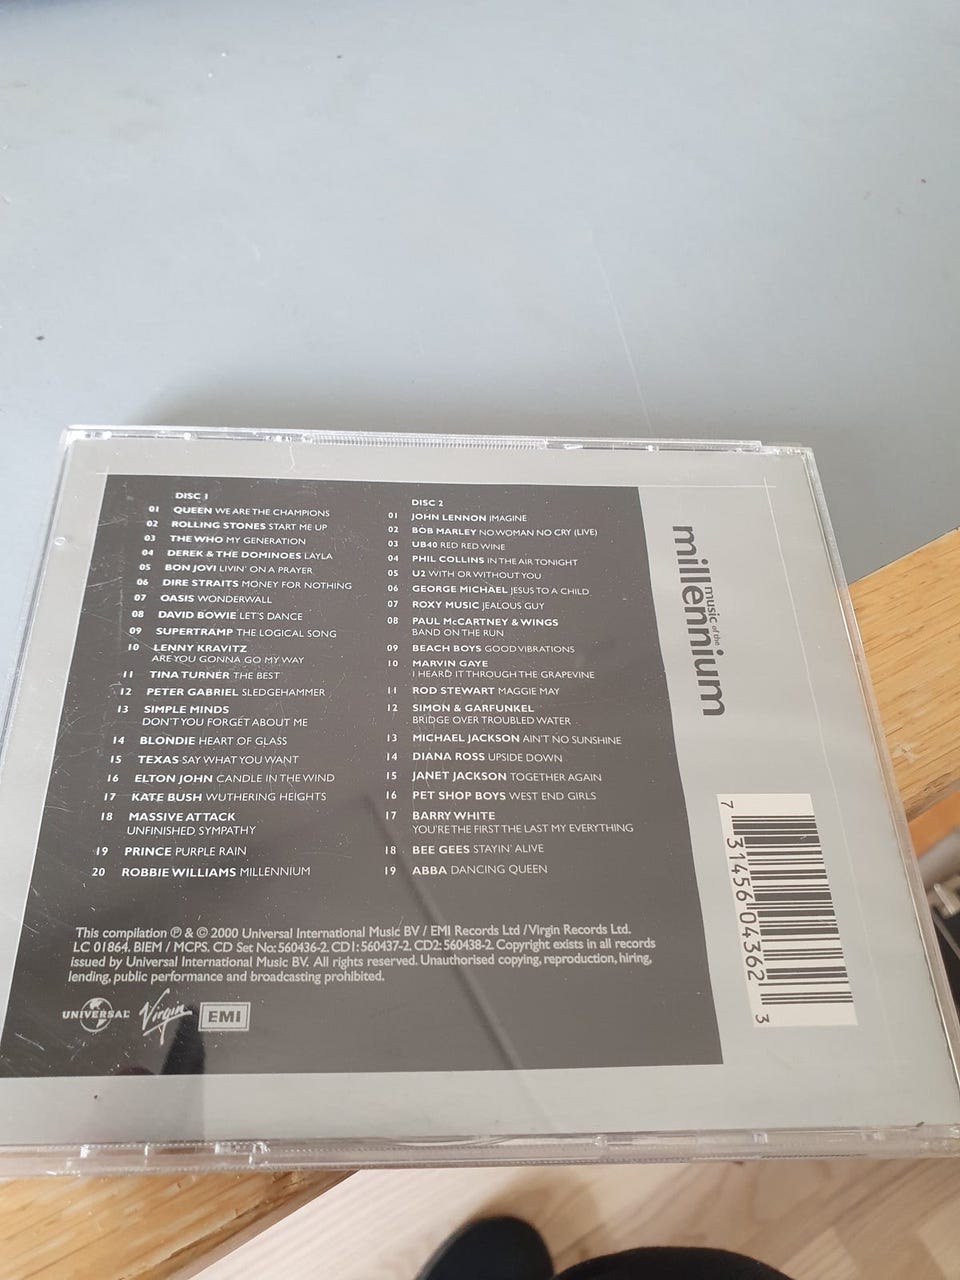 DISC 1
01 QUEEN WE ARE THE CHAMPIONS
02 ROLLING STONES START ME UP
03 THE WHO MY GENERATION
04 DEREK & THE DOMINOES LAYLA
05 BON JOVI LIVIN' ON A PRAYER
06 DIRE STRAITS MONEY FOR NOTHING
07 OASIS WONDERWALL
08 DAVID BOWIE LET'S DANCE
09 SUPERTRAMP THE LOGICAL SONG
10 LENNY KRAVITZ
ARE YOU GONNA GO MY WAY
11 TINA TURNER THE BEST
12 PETER GABRIEL SLEDGEHAMMER
13 SIMPLE MINDS
DON'T YOU FORGET ABOUT ME
14 BLONDIE HEART OF GLASS
15 TEXAS SAY WHAT YOU WANT
16 ELTON JOHN CANDLE IN THE WIND
17 KATE BUSH WUTHERING HEIGHTS
18 MASSIVE ATTACK
UNFINISHED SYMPATHY
19 PRINCE PURPLE RAIN
20 ROBBIE WILLIAMS MILLENNIUM
DISC 2
01 JOHN LENNON IMAGINE
02 BOB MARLEY NO WOMAN NO CRY (LIVE)
03 UB40 RED RED WINE
04 PHIL COLLINS IN THE AIR TONIGHT
05 U2 WITH OR WITHOUT YOU
06 GEORGE MICHAEL JESUS TO A CHILD
07 ROXY MUSIC JEALOUS GUY
08 PAUL McCARTNEY & WINGS
BAND ON THE RUN
09 BEACH BOYS GOOD VIBRATIONS
10 MARVIN GAYE
I HEARD IT THROUGH THE GRAPEVINE
11 ROD STEWART MAGGIE MAY
12 SIMON & GARFUNKEL
BRIDGE OVER TROUBLED WATER
13 MICHAEL JACKSON AIN'T NO SUNSHINE
14 DIANA ROSS UPSIDE DOWN
15 JANET JACKSON TOGETHER AGAIN
16 PET SHOP BOYS WEST END GIRLS
17 BARRY WHITE
YOU'RE THE FIRST THE LAST MY EVERYTHING
18 BEE GEES STAYIN' ALIVE
19 ABBA DANCING QUEEN
This compilation ℗ & © 2000 Universal International Music BV / EMI Records Ltd /Virgin Records Ltd.
LC 01864. BIEM / MCPS. CD Set No: 560436-2. CD1: 560437-2. CD2: 560438-2. Copyright exists in all records
issued by Universal International Music BV. All rights reserved. Unauthorised copying, reproduction, hiring,
lending, public performance and broadcasting prohibited.
UNIVERSAL Virgin EMI
music of the
millennium
7 31456 04362 3